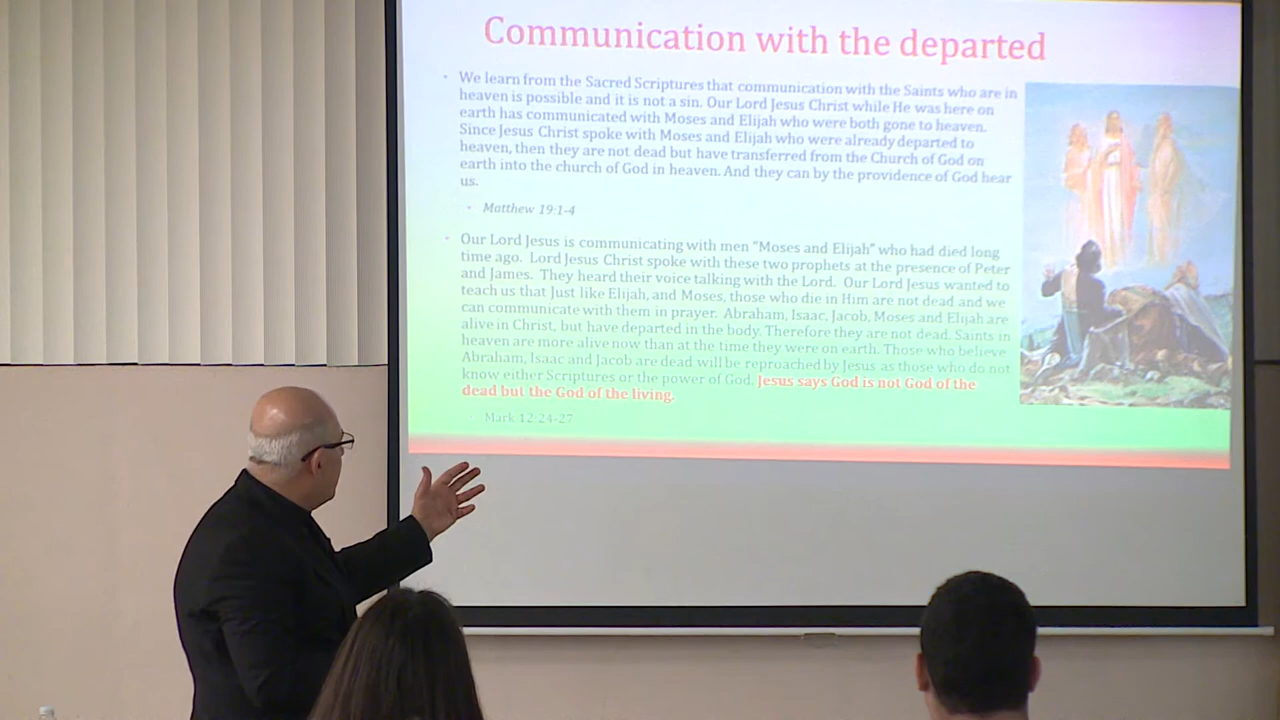 Communication with the departed
We learn from the Sacred Scriptures that communication with the Saints who are in
heaven is possible and it is not a sin. Our Lord Jesus Christ while He was here on
earth has communicated with Moses and Elijah who were both gone to heaven.
Since Jesus Christ spoke with Moses and Elijah who were already departed to
heaven, then they are not dead but have transferred from the Church of God on
earth into the church of God in heaven. And they can by the providence of God hear
us.
Matthew 19:1-4
Our Lord Jesus is communicating with men "Moses and Elijah" who had died long
time ago. Lord Jesus Christ spoke with these two prophets at the presence of Peter
and James. They heard their voice talking with the Lord. Our Lord Jesus wanted to
teach us that Just like Elijah, and Moses, those who die in Him are not dead and we
can communicate with them in prayer. Abraham, Isaac, Jacob, Moses and Elijah are
alive in Christ, but have departed in the body. Therefore they are not dead. Saints in
heaven are more alive now than at the time they were on earth. Those who believe
Abraham, Isaac and Jacob are dead will be reproached by Jesus as those who do not
know either Scriptures or the power of God. Jesus says God is not God of the
dead but the God of the living.
Mark 12:24-27